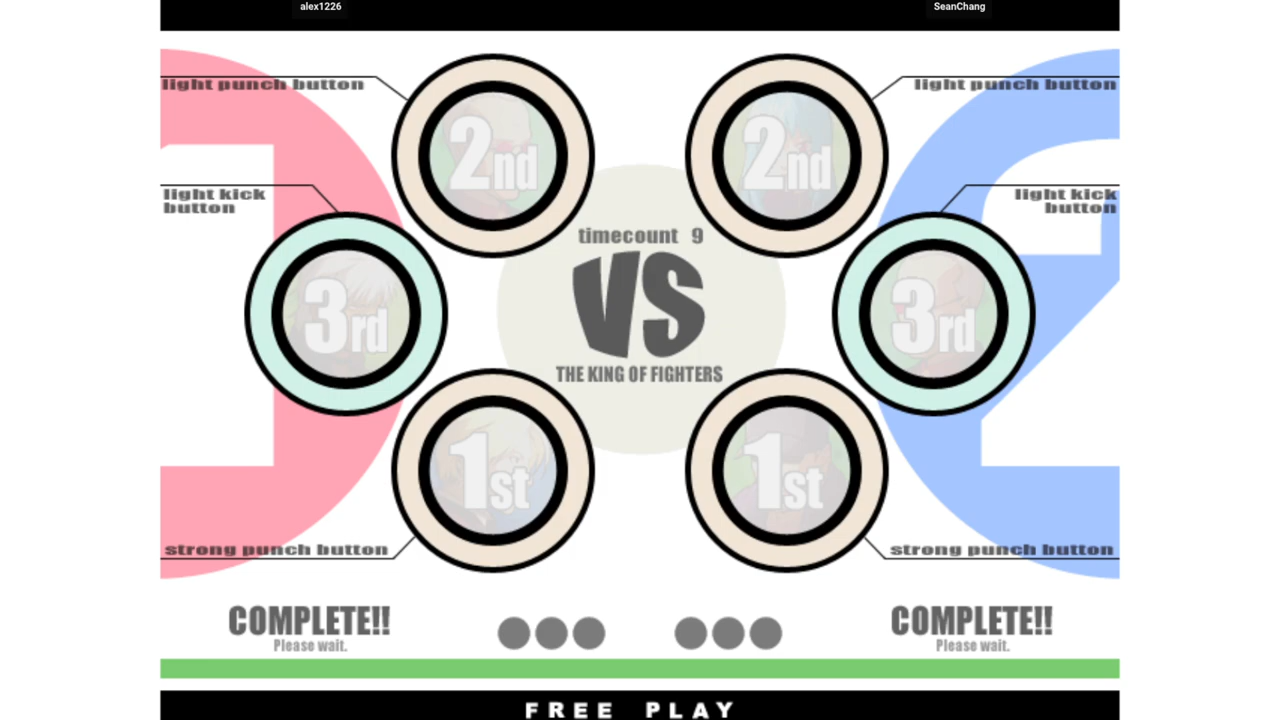 alex1226
SeanChang
light punch button
light punch button
2nd
2nd
light kick
button
light kick
button
timecount 9
VS
3rd
3rd
THE KING OF FIGHTERS
1st
1st
strong punch button
strong punch button
COMPLETE!!
Please wait.
COMPLETE!!
Please wait.
FREE PLAY